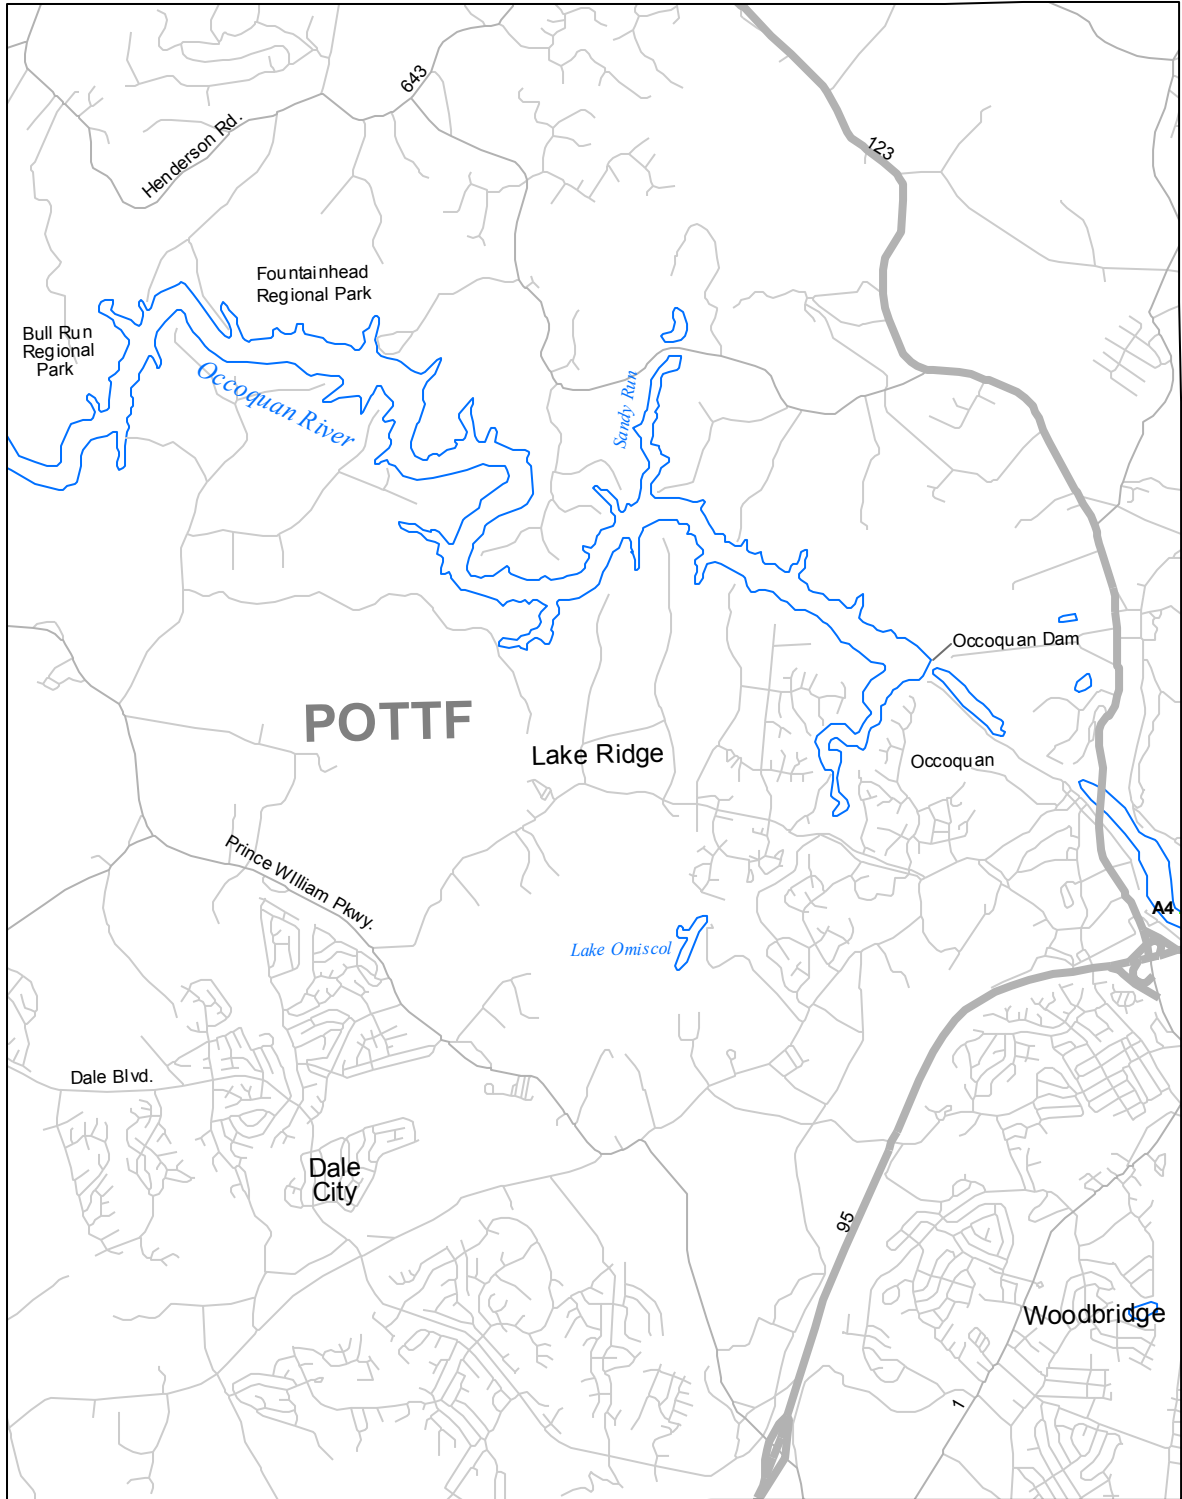 643
Henderson Rd.
123
Fountainhead
Regional Park
Bull Run
Regional
Park
Occoquan River
Sandy Run
Occoquan Dam
POTTF
Lake Ridge
Occoquan
Prince WIlliam Pkwy.
A4
Lake Omiscol
Dale Blvd.
Dale
City
95
Woodbridge
1